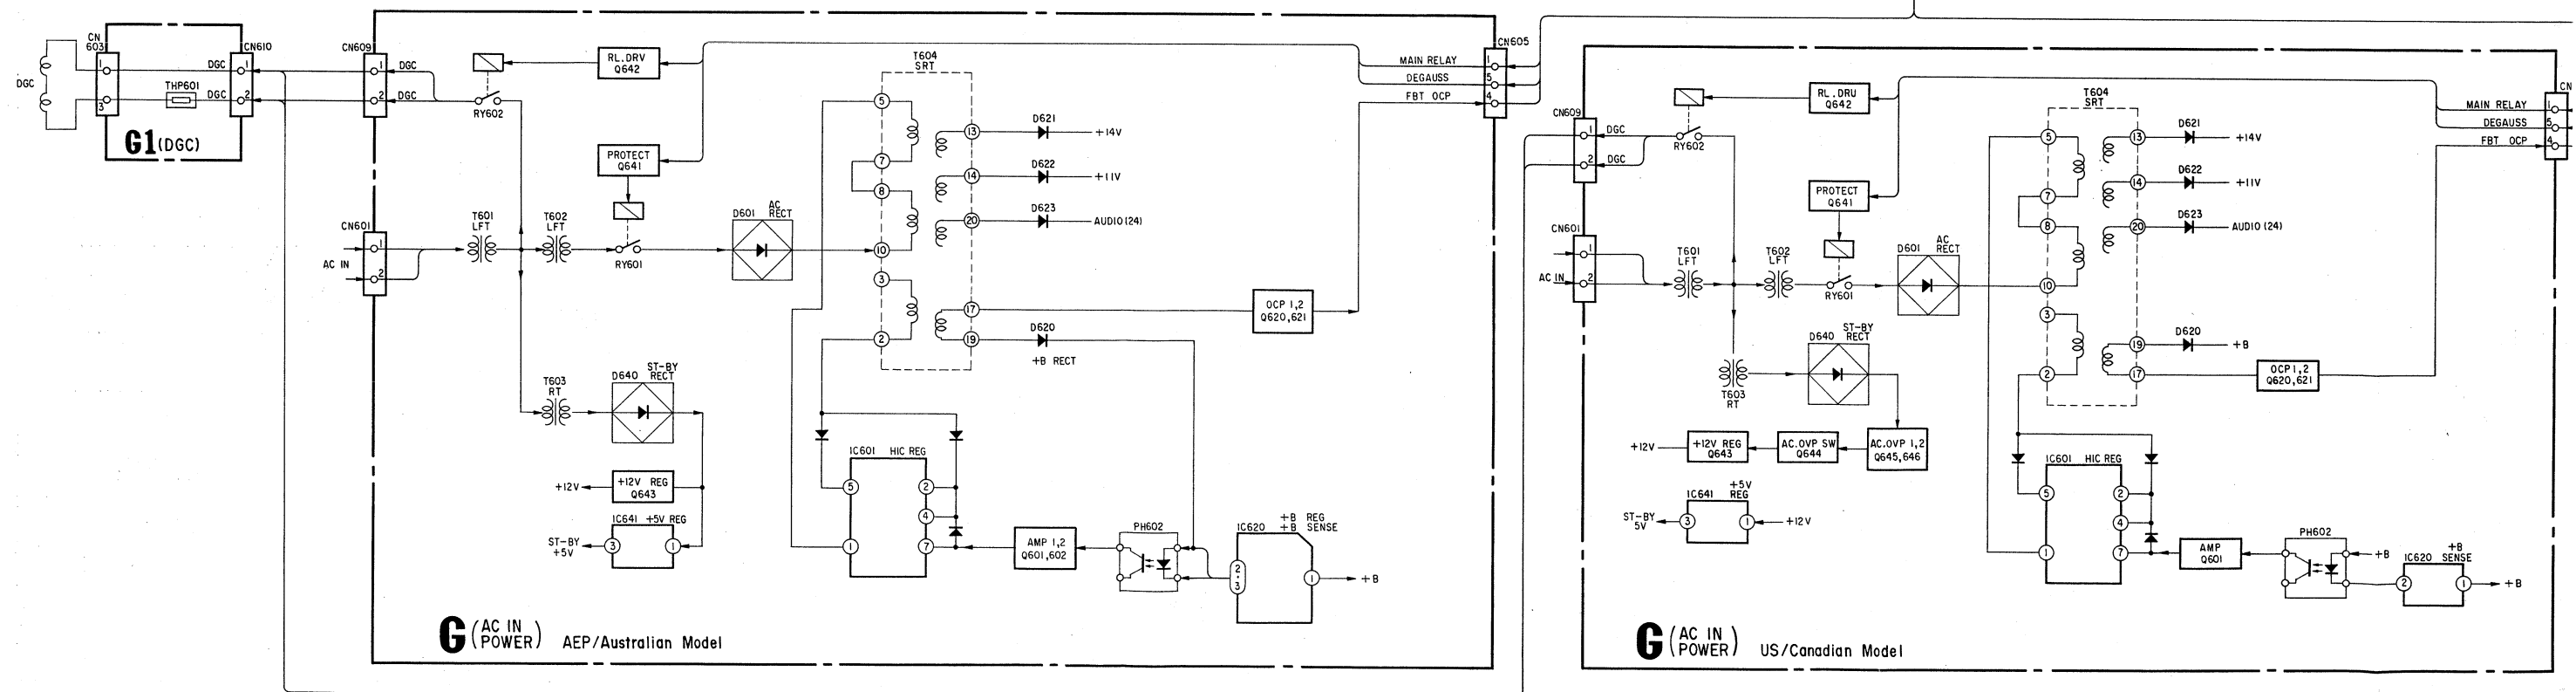 CN
603
CN610
CN609
DGC
1
3
THP601
DGC
DGC
1
2
G1 (DGC)
1
2
DGC
DGC
RY602
RL.DRV
Q642
PROTECT
Q641
T604
SRT
CN605
MAIN RELAY
DEGAUSS
FBT OCP
1
5
4
5
7
8
10
3
2
13
14
20
17
19
D621
+14V
D622
+11V
D623
AUDIO (24)
D620
+B RECT
OCP 1,2
Q620,621
CN601
1
2
AC IN
T601
LFT
T602
LFT
RY601
D601
AC
RECT
T603
RT
D640
ST-BY
RECT
+12V
+12V REG
Q643
IC641 +5V REG
ST-BY
+5V
3
1
IC601 HIC REG
5
1
2
4
7
AMP 1,2
Q601,602
PH602
IC620
+B REG
+B SENSE
2
3
1
+B
G (AC IN
POWER) AEP/Australian Model
CN609
1
2
DGC
DGC
RY602
RL.DRU
Q642
PROTECT
Q641
T604
SRT
CN
MAIN RELAY
DEGAUSS
FBT OCP
1
5
4
5
7
8
10
3
2
13
14
20
19
17
D621
+14V
D622
+11V
D623
AUDIO (24)
D620
+B
OCP 1,2
Q620,621
CN601
1
2
AC IN
T601
LFT
T602
LFT
RY601
D601
AC
RECT
T603
RT
D640
ST-BY
RECT
+12V
+12V REG
Q643
AC.OVP SW
Q644
AC.OVP 1,2
Q645,646
IC641
+5V
REG
ST-BY
5V
3
1
+12V
IC601 HIC REG
5
1
2
4
7
AMP
Q601
PH602
+B
IC620
+B
SENSE
2
1
+B
G (AC IN
POWER) US/Canadian Model